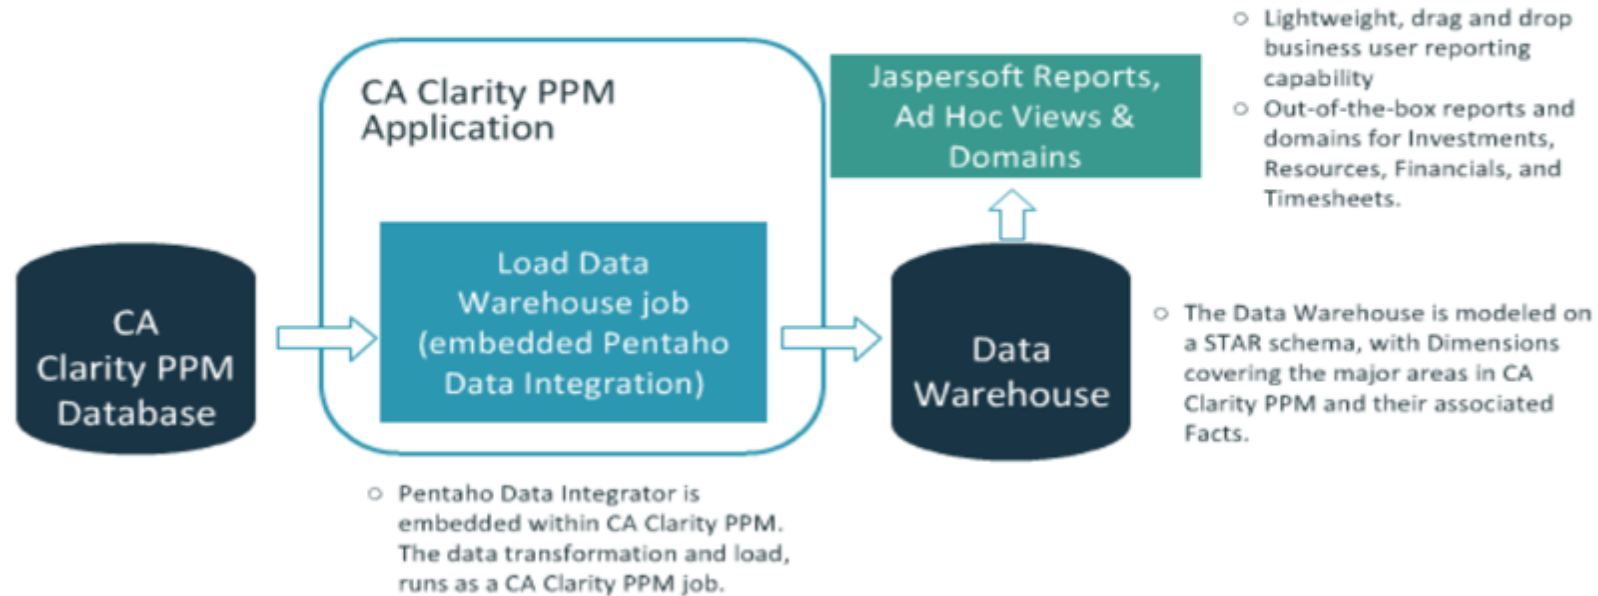 CA Clarity PPM
Application
Jaspersoft Reports,
Ad Hoc Views &
Domains
○ Lightweight, drag and drop
business user reporting
capability
○ Out-of-the-box reports and
domains for Investments,
Resources, Financials, and
Timesheets.
CA
Clarity PPM
Database
Load Data
Warehouse job
(embedded Pentaho
Data Integration)
Data
Warehouse
○ The Data Warehouse is modeled on
a STAR schema, with Dimensions
covering the major areas in CA
Clarity PPM and their associated
Facts.
○ Pentaho Data Integrator is
embedded within CA Clarity PPM.
The data transformation and load,
runs as a CA Clarity PPM job.